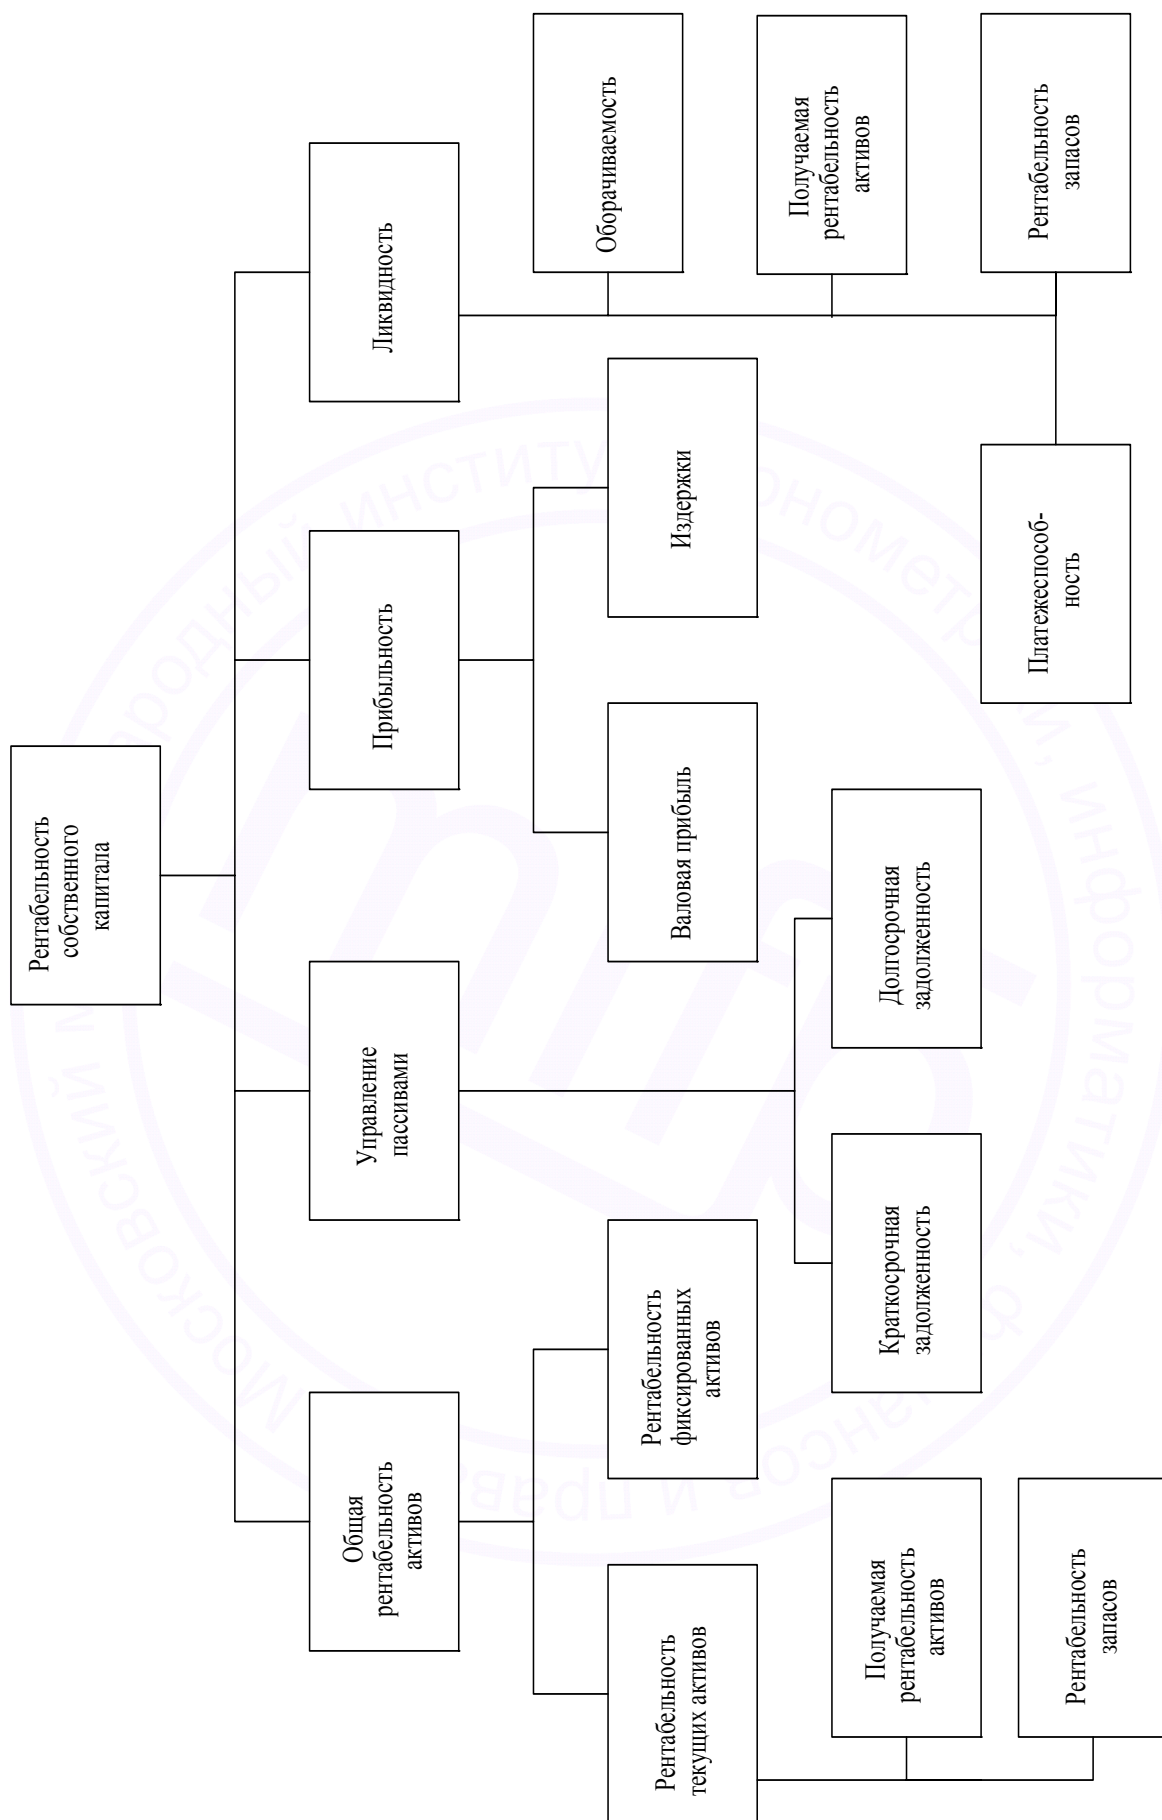 Рентабельность
собственного
капитала
Общая
рентабельность
активов
Управление
пассивами
Прибыльность
Ликвидность
Рентабельность
текущих активов
Рентабельность
фиксированных
активов
Валовая прибыль
Издержки
Оборачиваемость
Получаемая
рентабельность
активов
Рентабельность
запасов
Краткосрочная
задолженность
Долгосрочная
задолженность
Получаемая
рентабельность
активов
Рентабельность
запасов
Платежеспособ-
ность